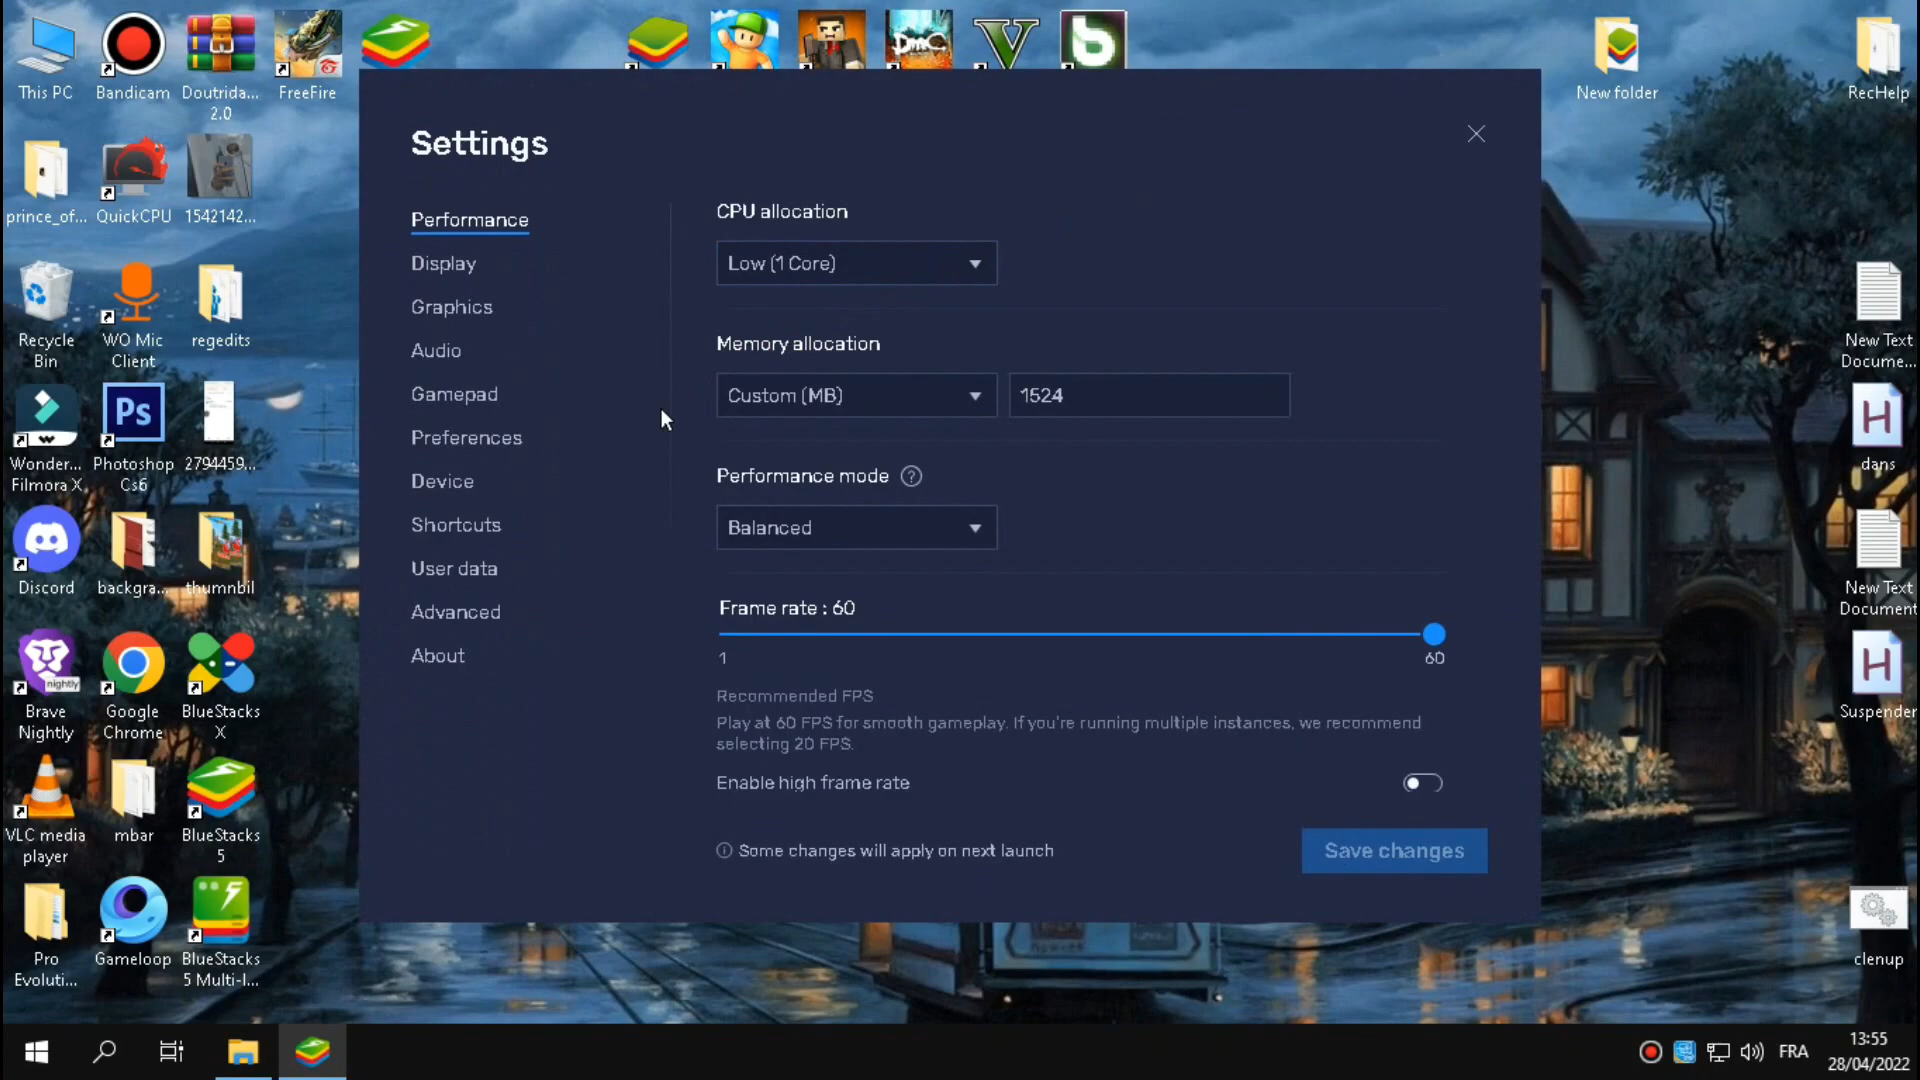 This PC
Bandicam
Doutrida...
2.0
FreeFire
New folder
RecHelp
prince_of...
QuickCPU
1542142...
Recycle
Bin
WO Mic
Client
regedits
New Text
Docume...
Wonder...
Filmora X
Ps
Photoshop
Cs6
2794459...
dans
Discord
backgra...
thumnbil
New Text
Document
nightly
Brave
Nightly
Google
Chrome
BlueStacks
X
Suspender
VLC media
player
mbar
BlueStacks
5
Pro
Evoluti...
Gameloop
BlueStacks
5 Multi-I...
clenup
DmC
V
b
H
H
Settings
Performance
Display
Graphics
Audio
Gamepad
Preferences
Device
Shortcuts
User data
Advanced
About
CPU allocation
Low (1 Core)
Memory allocation
Custom (MB)
1524
Performance mode ?
Balanced
Frame rate : 60
1
60
Recommended FPS
Play at 60 FPS for smooth gameplay. If you're running multiple instances, we recommend
selecting 20 FPS.
Enable high frame rate
Some changes will apply on next launch
Save changes
FRA
13:55
28/04/2022